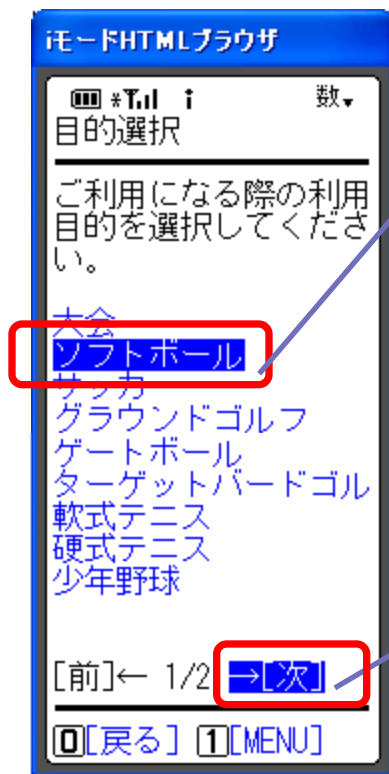 iモードHTMLブラウザ
数▼
目的選択
ご利用になる際の利用
目的を選択してくださ
い。
大会
ソフトボール
サッカ
グラウンドゴルフ
ゲートボール
ターゲットバードゴル
軟式テニス
硬式テニス
少年野球
[前]← 1/2 →[次]
0[戻る] 1[MENU]